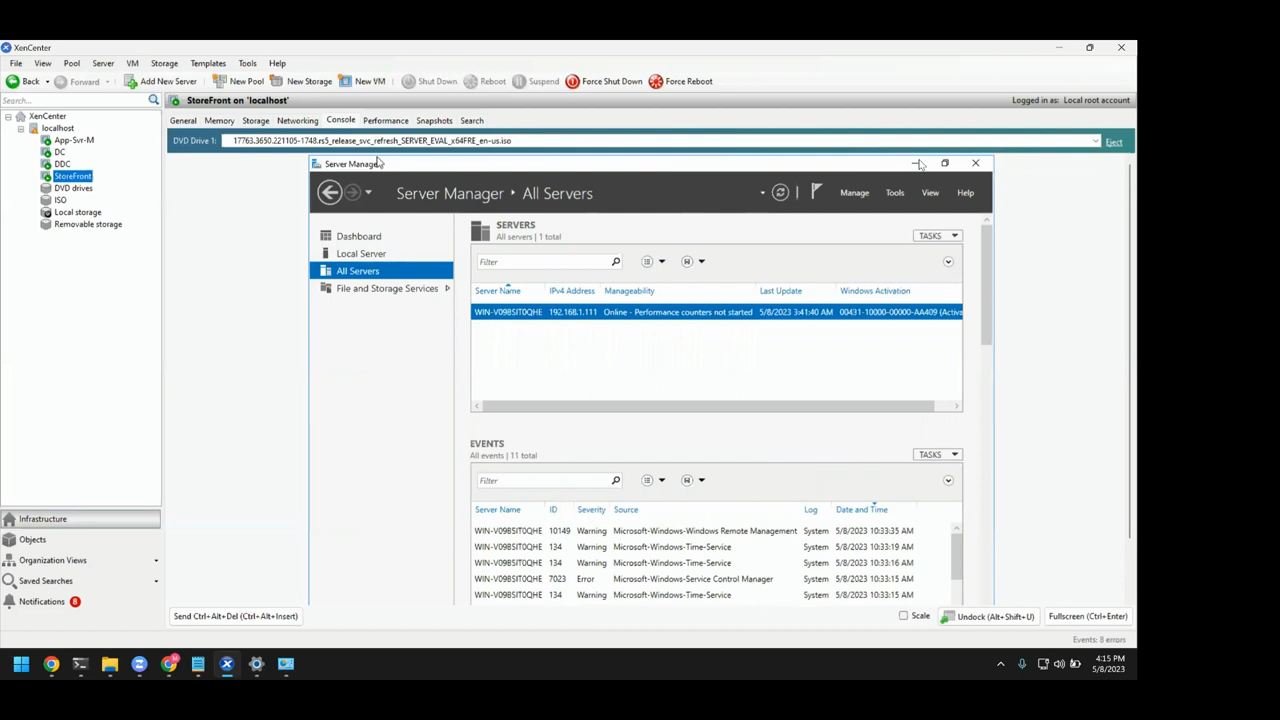 XenCenter
File View Pool Server VM Storage Templates Tools Help
Back Forward Add New Server New Pool New Storage New VM Shut Down Reboot Suspend Force Shut Down Force Reboot
Search...
StoreFront on 'localhost'
Logged in as: Local root account
XenCenter
localhost
App-Svr-M
DC
DDC
StoreFront
DVD drives
ISO
Local storage
Removable storage
General Memory Storage Networking Console Performance Snapshots Search
DVD Drive 1: 17763.3650.221105-1748.rs5_release_svc_refresh_SERVER_EVAL_x64FRE_en-us.iso Eject
Server Manager
Server Manager All Servers
Manage Tools View Help
Dashboard
Local Server
All Servers
File and Storage Services
SERVERS
All servers | 1 total
TASKS
Filter
Server Name IPv4 Address Manageability Last Update Windows Activation
WIN-V09BSIT0QHE 192.168.1.111 Online - Performance counters not started 5/8/2023 3:41:40 AM 00431-10000-00000-AA409 (Activa
EVENTS
All events | 11 total
TASKS
Filter
Server Name ID Severity Source Log Date and Time
WIN-V09BSIT0QHE 10149 Warning Microsoft-Windows-Windows Remote Management System 5/8/2023 10:33:35 AM
WIN-V09BSIT0QHE 134 Warning Microsoft-Windows-Time-Service System 5/8/2023 10:33:19 AM
WIN-V09BSIT0QHE 134 Warning Microsoft-Windows-Time-Service System 5/8/2023 10:33:16 AM
WIN-V09BSIT0QHE 7023 Error Microsoft-Windows-Service Control Manager System 5/8/2023 10:33:15 AM
WIN-V09BSIT0QHE 134 Warning Microsoft-Windows-Time-Service System 5/8/2023 10:33:15 AM
Infrastructure
Objects
Organization Views
Saved Searches
Notifications 8
Send Ctrl+Alt+Del (Ctrl+Alt+Insert)
Scale
Undock (Alt+Shift+U)
Fullscreen (Ctrl+Enter)
Events: 8 errors
4:15 PM
5/8/2023